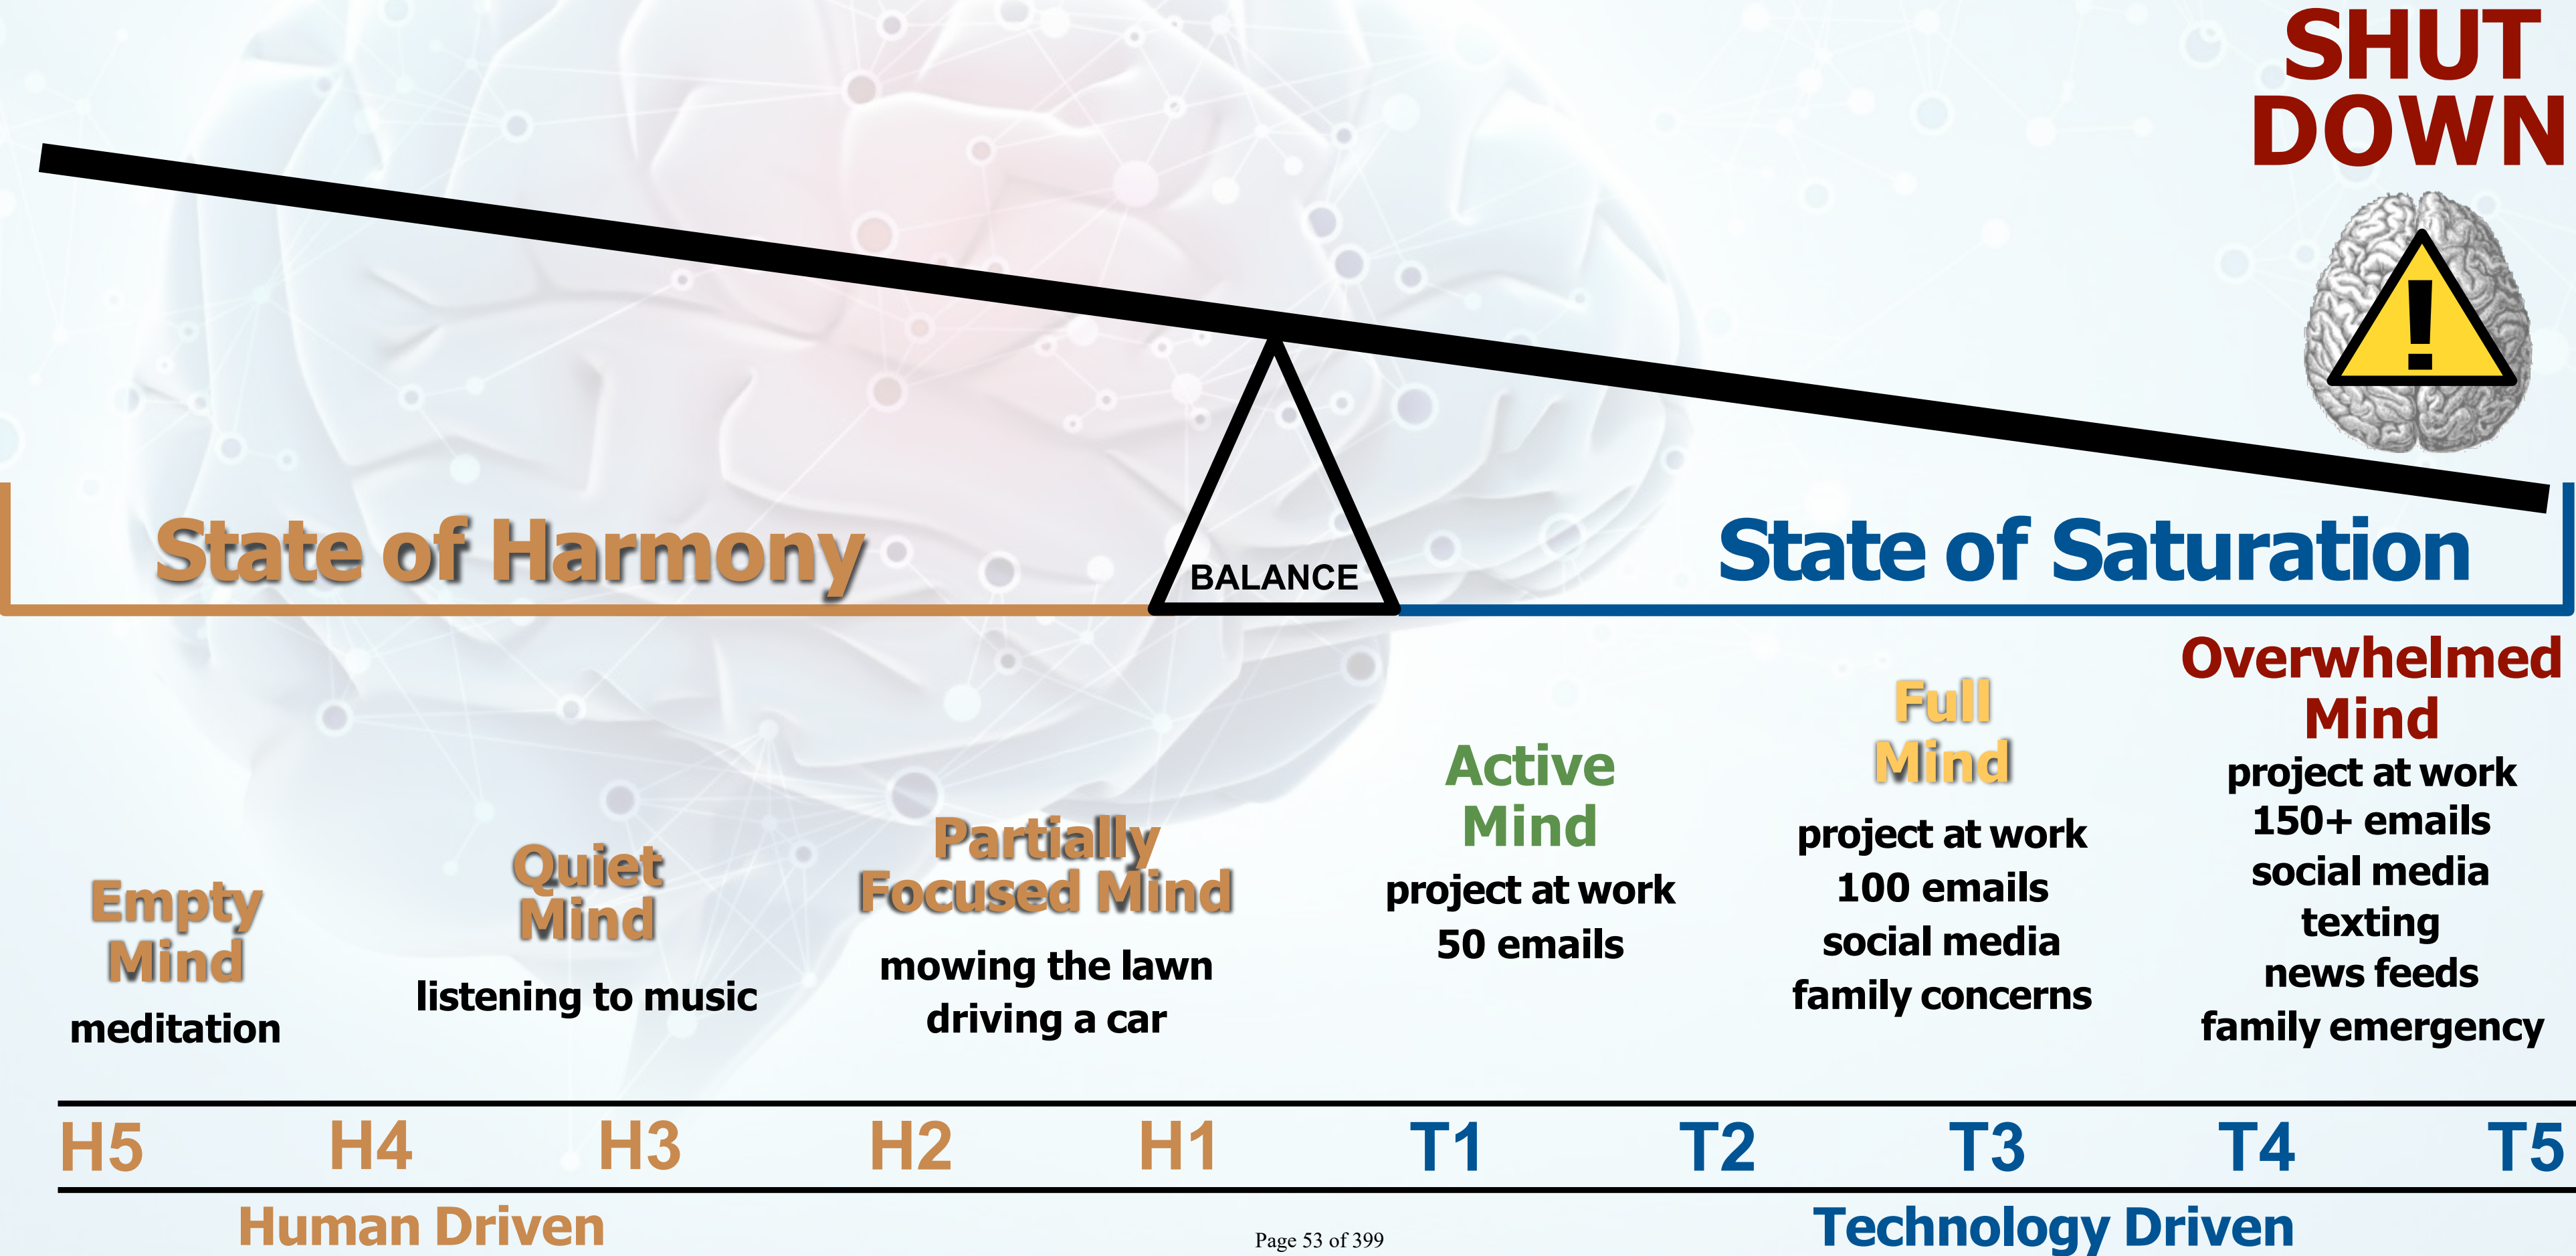 SHUT
DOWN
!
BALANCE
State of Harmony
State of Saturation
Empty
Mind
meditation
Quiet
Mind
listening to music
Partially
Focused Mind
mowing the lawn
driving a car
Active
Mind
project at work
50 emails
Full
Mind
project at work
100 emails
social media
family concerns
Overwhelmed
Mind
project at work
150+ emails
social media
texting
news feeds
family emergency
H5 H4 H3 H2 H1 T1 T2 T3 T4 T5
Human Driven
Technology Driven
Page 53 of 399